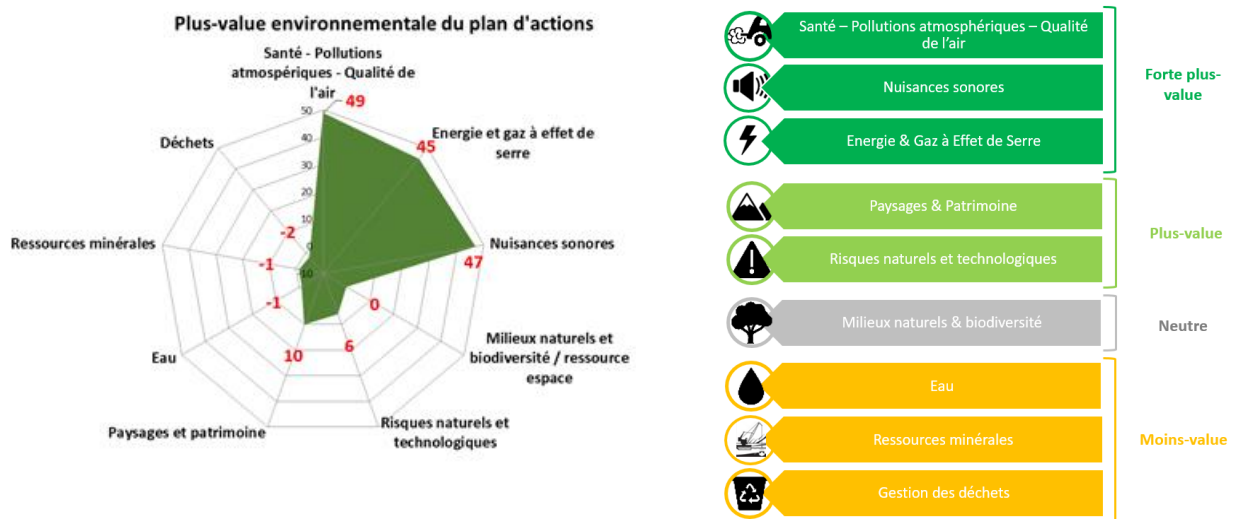 Plus-value environnementale du plan d'actions
Santé - Pollutions
atmospériques - Qualité de
l'air
49
Energie et gaz à effet de
serre
45
Nuisances sonores
47
Milieux naturels et
biodiversité / ressource
espace
0
Risques naturels et
technologiques
6
Paysages et patrimoine
10
Eau
-1
Ressources minérales
-1
Déchets
-2
50
40
30
20
10
0
-10
Santé – Pollutions atmosphériques – Qualité
de l'air
Nuisances sonores
Energie & Gaz à Effet de Serre
Forte plus-
value
Paysages & Patrimoine
Risques naturels et technologiques
Plus-value
Milieux naturels & biodiversité
Neutre
Eau
Ressources minérales
Gestion des déchets
Moins-value